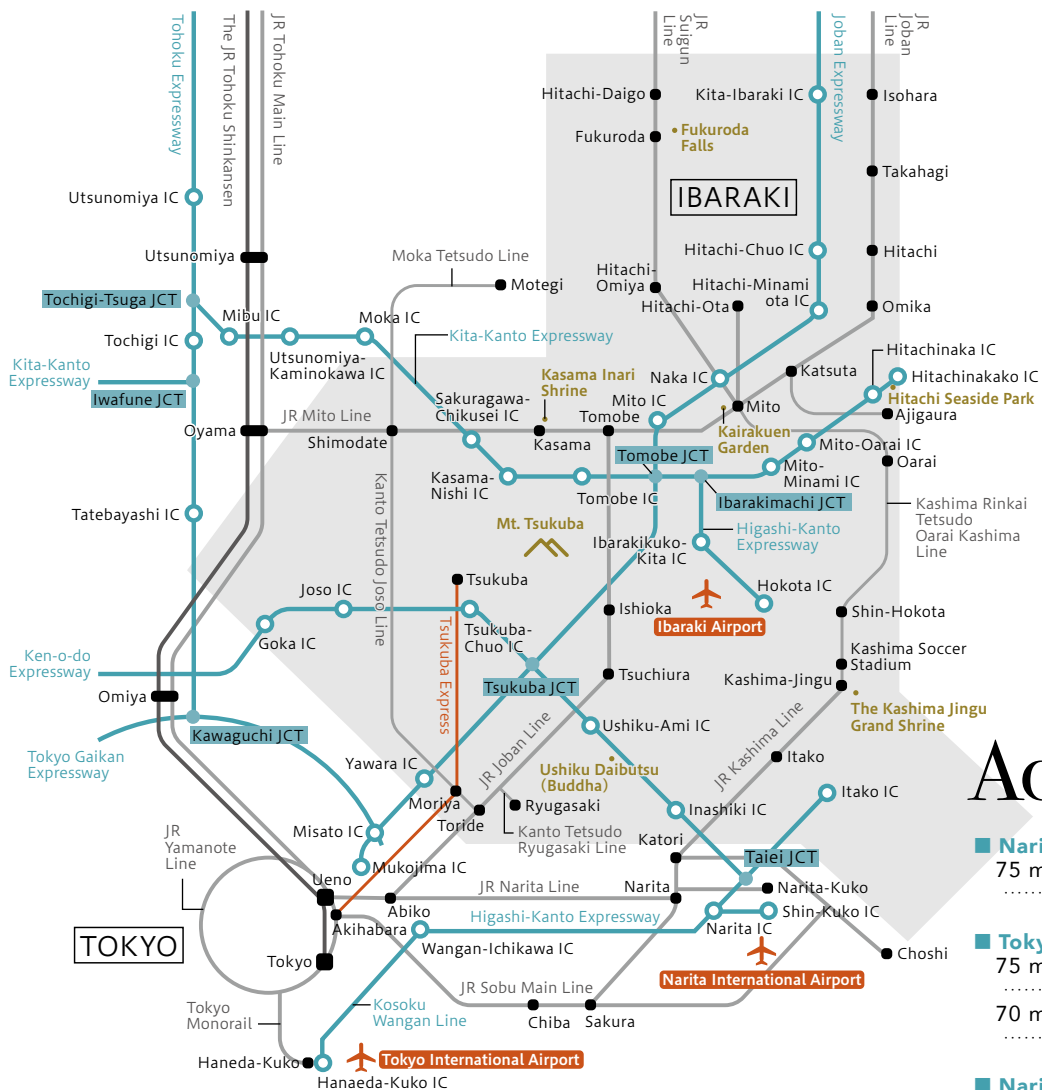 Tohoku Expressway
The JR Tohoku Shinkansen
JR Tohoku Main Line
JR
Suigun
Line
Joban Expressway
JR
Joban
Line
Hitachi-Daigo
Kita-Ibaraki IC
Isohara
Fukuroda
Fukuroda
Falls
Takahagi
Utsunomiya IC
IBARAKI
Utsunomiya
Moka Tetsudo Line
Hitachi-Chuo IC
Hitachi
Motegi
Hitachi-
Omiya
Hitachi-Minami
ota IC
Hitachi-Ota
Omika
Tochigi-Tsuga JCT
Mibu IC
Moka IC
Kita-Kanto Expressway
Tochigi IC
Utsunomiya-
Kaminokawa IC
Hitachinaka IC
Kita-Kanto
Expressway
Iwafune JCT
Kasama Inari
Shrine
Naka IC
Katsuta
Hitachinakako IC
Hitachi Seaside Park
Sakuragawa-
Chikusei IC
Mito IC
Mito
Ajigaura
JR Mito Line
Tomobe
Oyama
Shimodate
Kasama
Kairakuen
Garden
Mito-Oarai IC
Tomobe JCT
Oarai
Kasama-
Nishi IC
Mito-
Minami IC
Tomobe IC
Ibarakimachi JCT
Tatebayashi IC
Kanto Tetsudo Joso Line
Mt. Tsukuba
Ibarakikuko-
Kita IC
Higashi-Kanto
Expressway
Kashima Rinkai
Tetsudo
Oarai Kashima
Line
Tsukuba
Hokota IC
Joso IC
Ishioka
Shin-Hokota
Ibaraki Airport
Goka IC
Tsukuba-
Chuo IC
Tsukuba Express
Ken-o-do
Expressway
Kashima Soccer
Stadium
Tsuchiura
Kashima-Jingu
Omiya
Tsukuba JCT
The Kashima Jingu
Grand Shrine
Kawaguchi JCT
Ushiku-Ami IC
Tokyo Gaikan
Expressway
Yawara IC
JR Joban Line
JR Kashima Line
Itako
Ushiku Daibutsu
(Buddha)
Ac
Moriya
Ryugasaki
Inashiki IC
Itako IC
Misato IC
Toride
Kanto Tetsudo
Ryugasaki Line
JR
Yamanote
Line
Katori
Nari
75 m
Mukojima IC
Taiei JCT
Ueno
JR Narita Line
Narita
Narita-Kuko
Abiko
Higashi-Kanto Expressway
Shin-Kuko IC
Akihabara
Wangan-Ichikawa IC
Narita IC
TOKYO
Tokyo
Choshi
Toky
75 m
70 m
Narita International Airport
JR Sobu Main Line
Tokyo
Monorail
Kosoku
Wangan Line
Chiba
Sakura
Haneda-Kuko
Tokyo International Airport
Hanaeda-Kuko IC
Nari